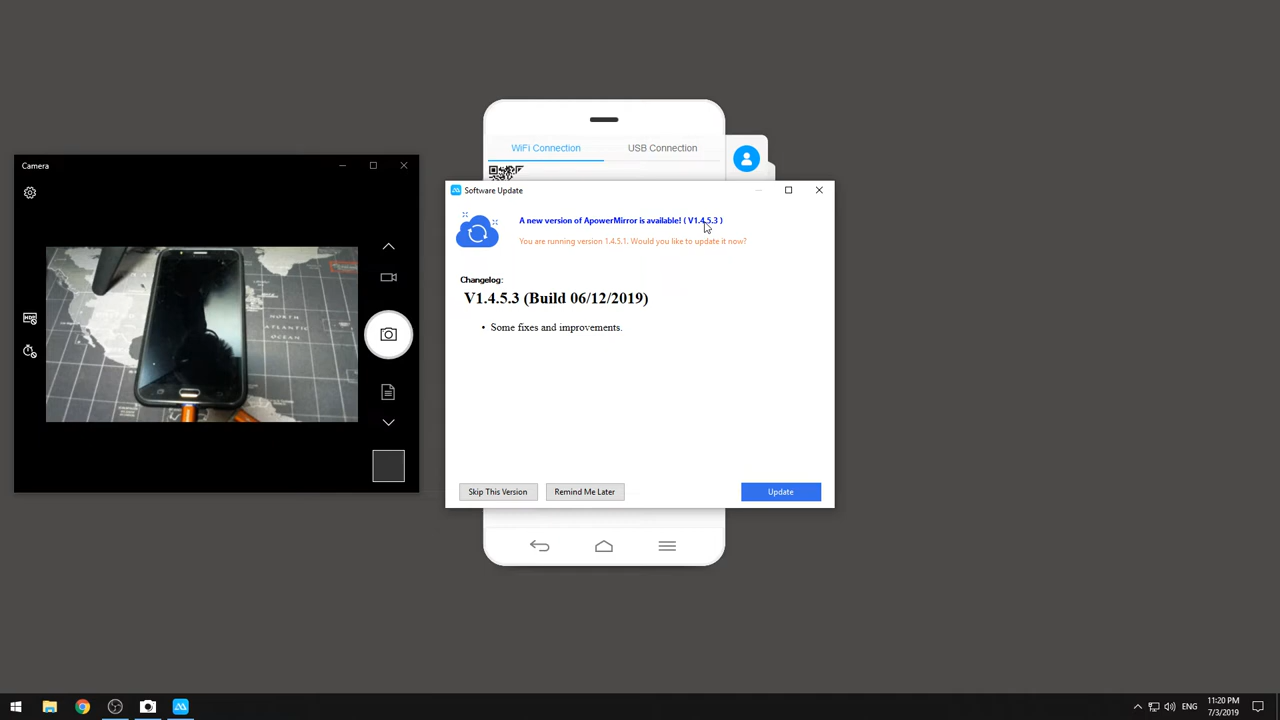 WiFi Connection
USB Connection
Camera
Software Update
A new version of ApowerMirror is available! ( V1.4.5.3 )
You are running version 1.4.5.1. Would you like to update it now?
Changelog:
V1.4.5.3 (Build 06/12/2019)
• Some fixes and improvements.
NORTH
ATLANTIC
OCEAN
Skip This Version
Remind Me Later
Update
ENG
11:20 PM
7/3/2019